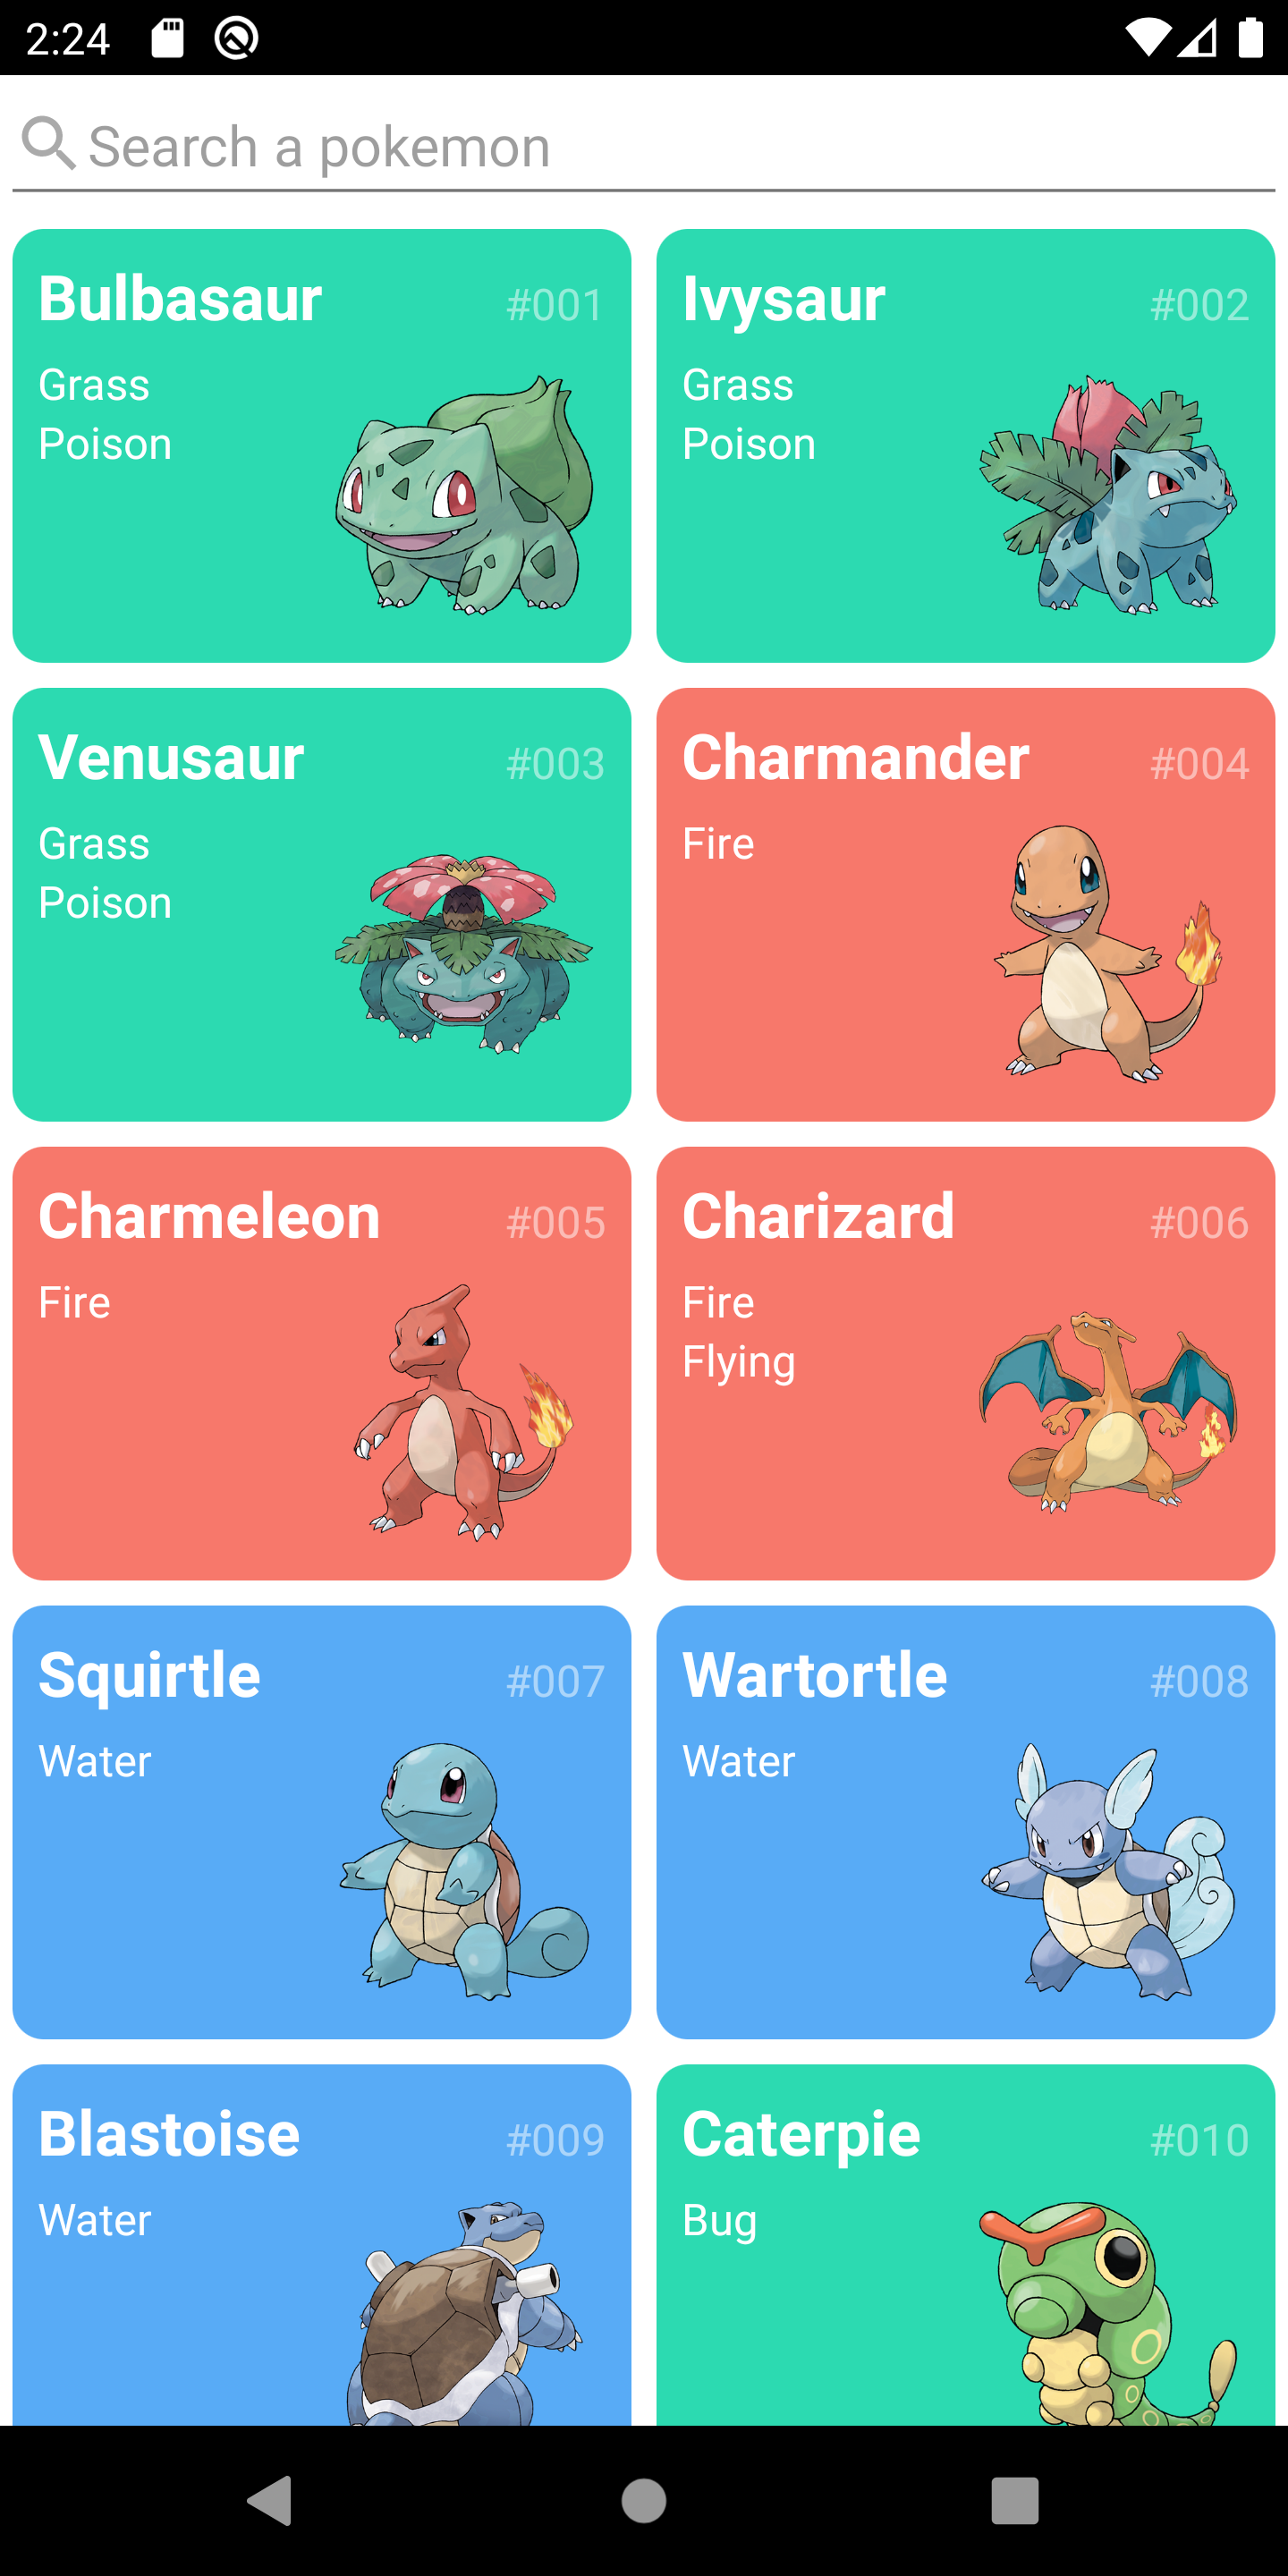 2:24
Search a pokemon
Bulbasaur #001
Grass
Poison
Ivysaur #002
Grass
Poison
Venusaur #003
Grass
Poison
Charmander #004
Fire
Charmeleon #005
Fire
Charizard #006
Fire
Flying
Squirtle #007
Water
Wartortle #008
Water
Blastoise #009
Water
Caterpie #010
Bug